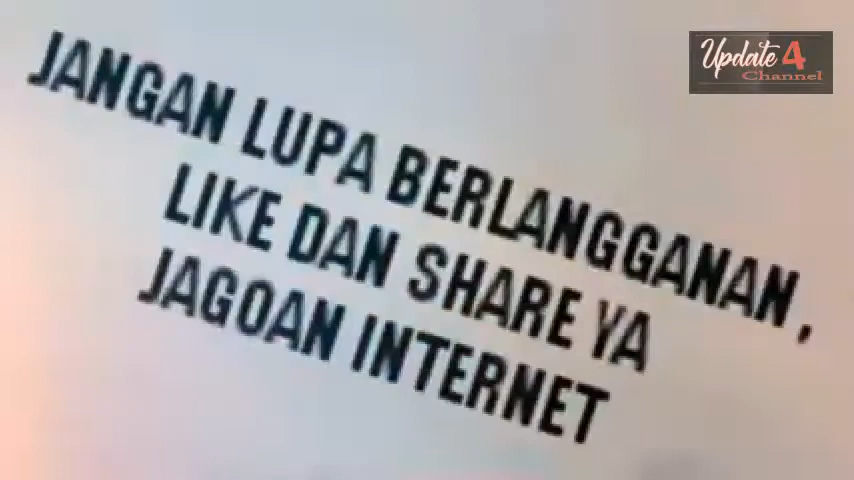 JANGAN LUPA BERLANGGANAN,
LIKE DAN SHARE YA
JAGOAN INTERNET
Update 4
Channel